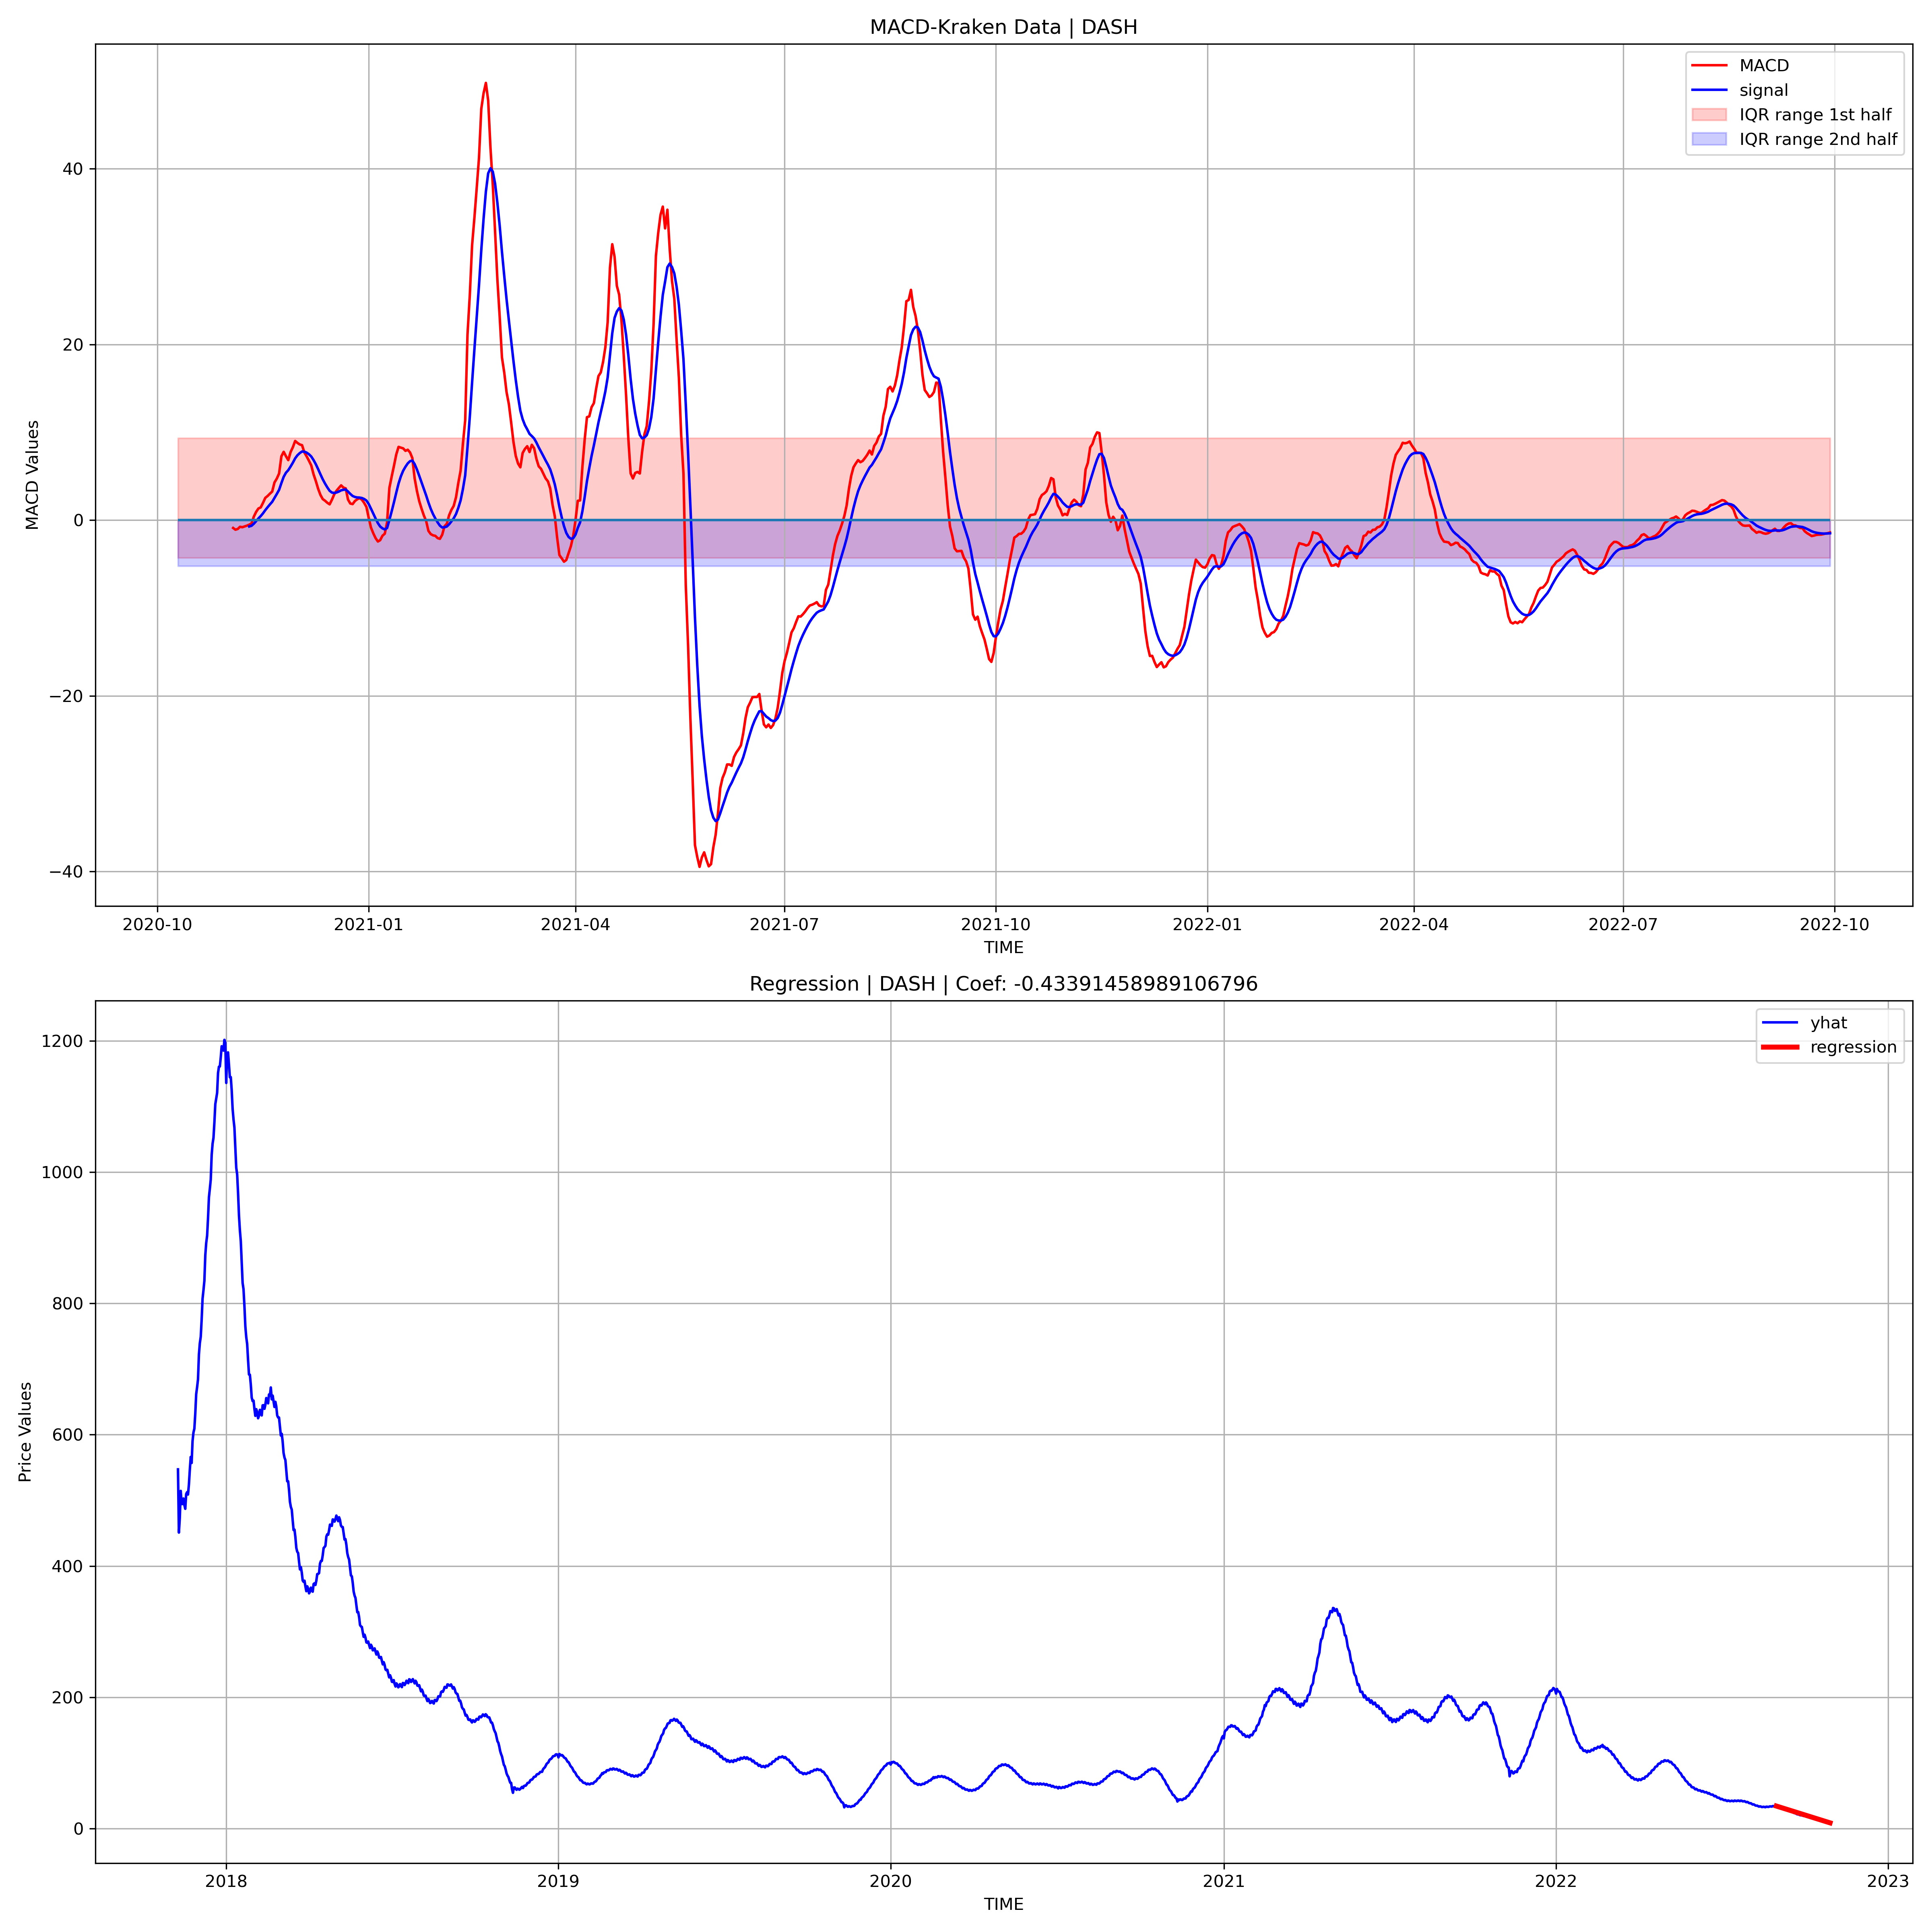 MACD-Kraken Data | DASH
MACD
signal
IQR range 1st half
IQR range 2nd half
MACD Values
40
20
0
−20
−40
2020-10 2021-01 2021-04 2021-07 2021-10 2022-01 2022-04 2022-07 2022-10
TIME
Regression | DASH | Coef: -0.43391458989106796
yhat
regression
Price Values
1200
1000
800
600
400
200
0
2018 2019 2020 2021 2022 2023
TIME